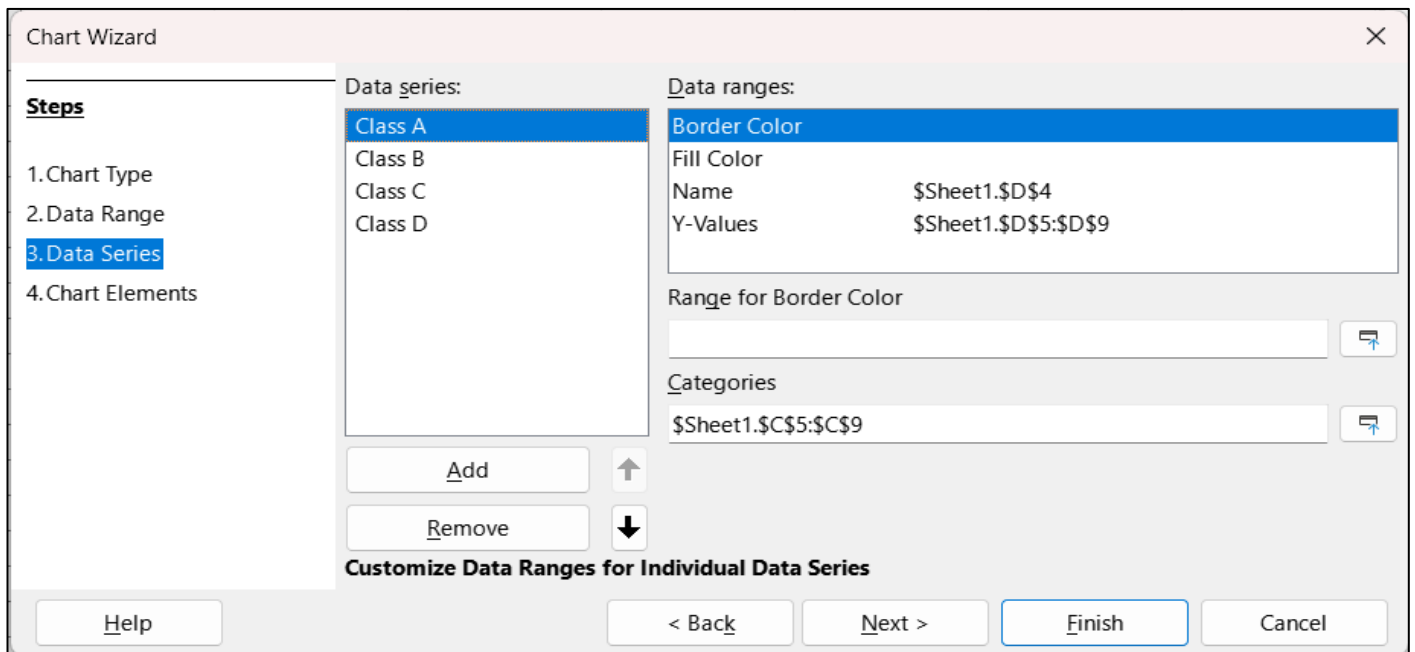 Chart Wizard
Steps
1. Chart Type
2. Data Range
3. Data Series
4. Chart Elements
Data series:
Class A
Class B
Class C
Class D
Add
Remove
Data ranges:
Border Color
Fill Color
Name $Sheet1.$D$4
Y-Values $Sheet1.$D$5:$D$9
Range for Border Color
Categories
$Sheet1.$C$5:$C$9
Customize Data Ranges for Individual Data Series
Help
< Back
Next >
Finish
Cancel